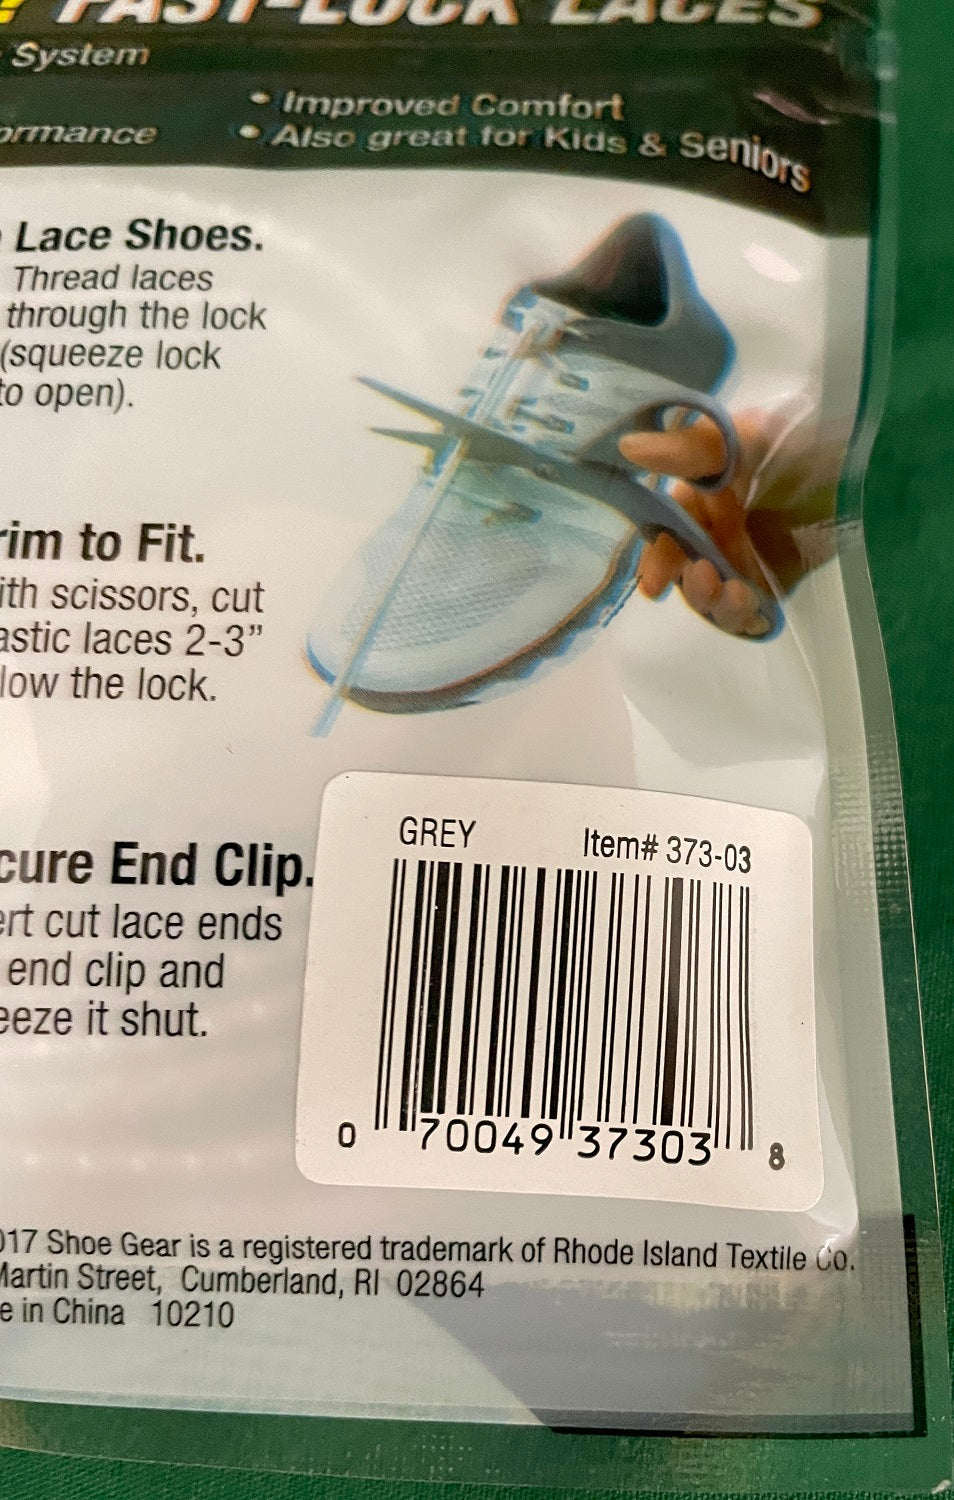 FAST-LOCK LACES
System
• Improved Comfort
ormance
• Also great for Kids & Seniors
Lace Shoes.
Thread laces
through the lock
(squeeze lock
to open).
rim to Fit.
ith scissors, cut
astic laces 2-3”
low the lock.
cure End Clip.
ert cut lace ends
end clip and
eeze it shut.
GREY Item# 373-03
0 70049 37303 8
017 Shoe Gear is a registered trademark of Rhode Island Textile Co.
Martin Street, Cumberland, RI 02864
e in China 10210